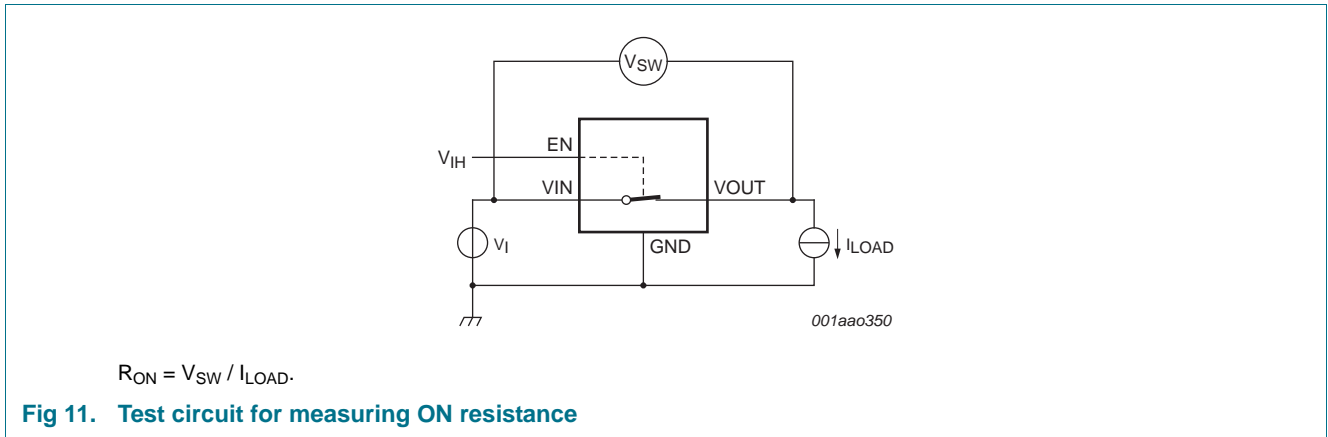 VSW
EN
VIH
VIN
VOUT
VI
GND
ILOAD
001aao350
RON = VSW / ILOAD.
Fig 11. Test circuit for measuring ON resistance